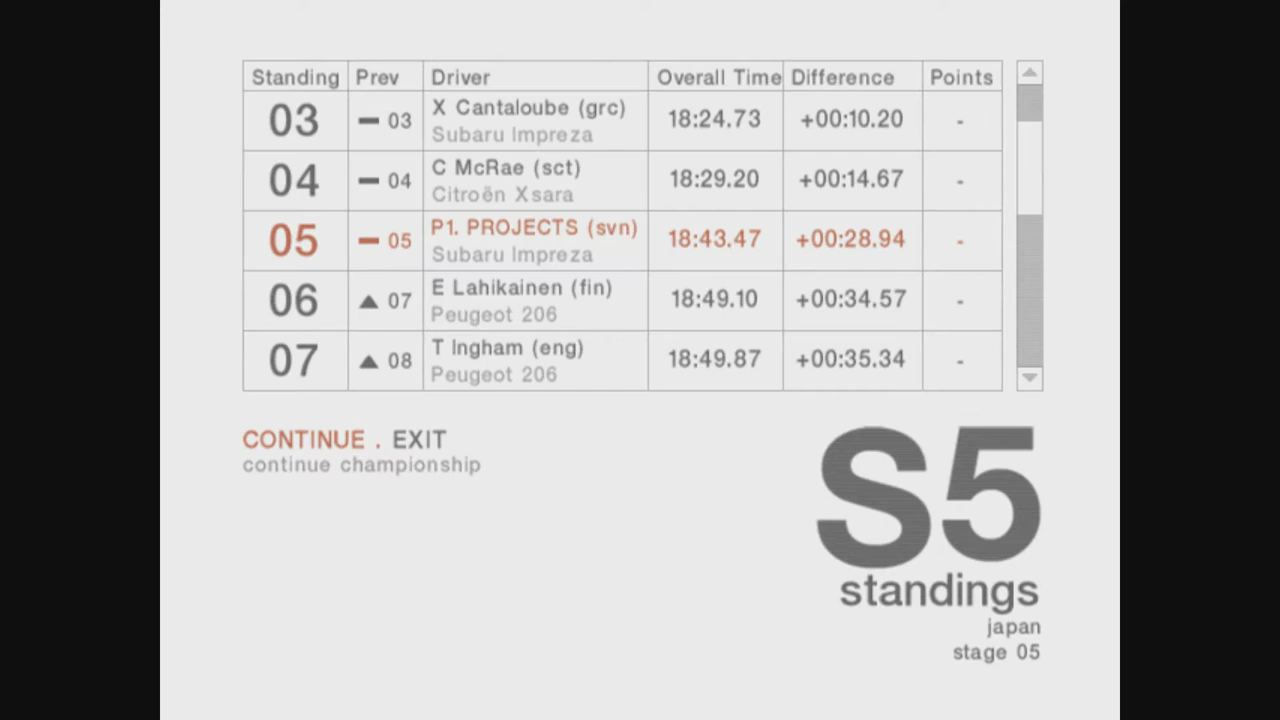 Standing Prev Driver Overall Time Difference Points
03 03 X Cantaloube (grc) 18:24.73 +00:10.20 -
Subaru Impreza
04 04 C McRae (sct) 18:29.20 +00:14.67 -
Citroën Xsara
05 05 P1. PROJECTS (svn) 18:43.47 +00:28.94 -
Subaru Impreza
06 07 E Lahikainen (fin) 18:49.10 +00:34.57 -
Peugeot 206
07 08 T Ingham (eng) 18:49.87 +00:35.34 -
Peugeot 206
CONTINUE . EXIT
continue championship
S5
standings
japan
stage 05